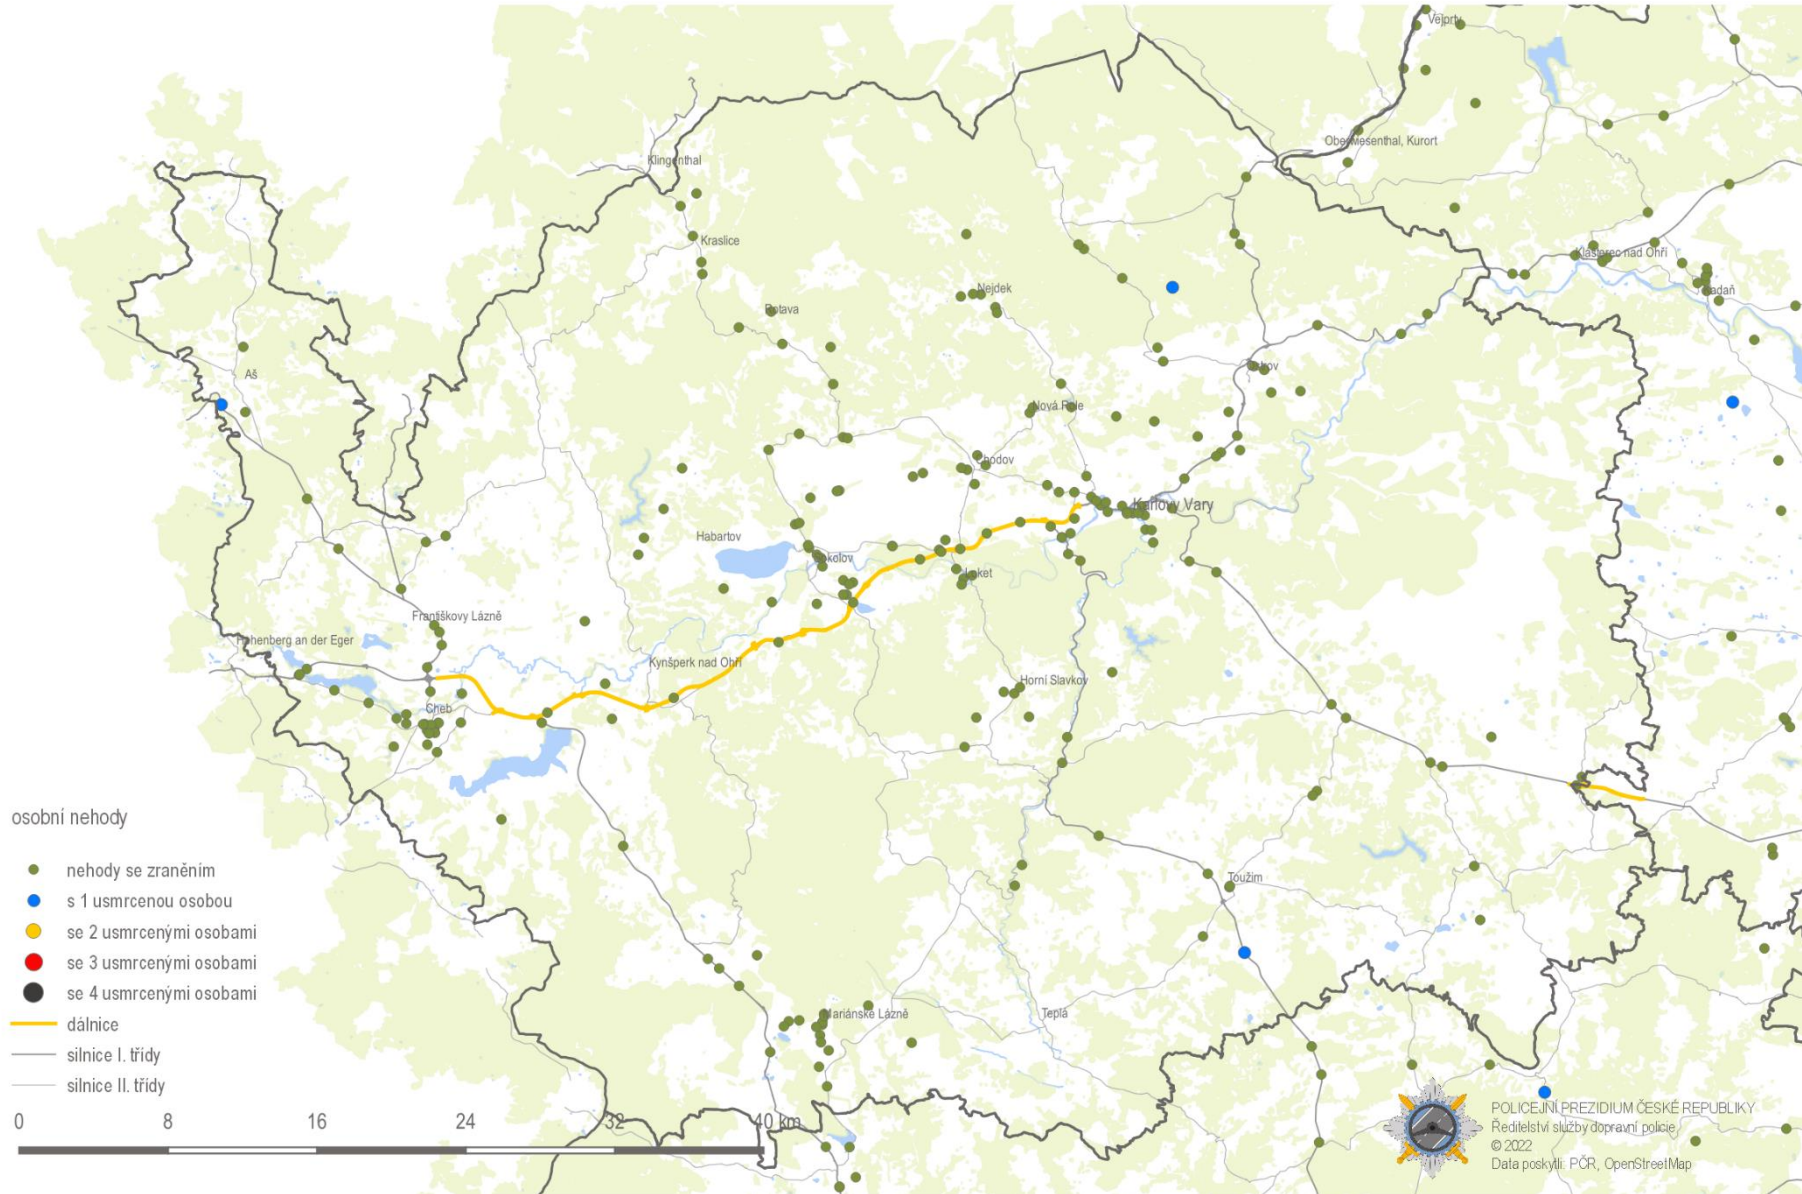 Vejprty
Oberwiesenthal, Kurort
Klingenthal
Kraslice
Klášterec nad Ohří
Kadaň
Nejdek
Rotava
Ostrov
Aš
Nová Role
Chodov
Karlovy Vary
Habartov
Sokolov
Loket
Františkovy Lázně
Hohenberg an der Eger
Kynšperk nad Ohří
Horní Slavkov
Cheb
osobní nehody
nehody se zraněním
s 1 usmrcenou osobou
se 2 usmrcenými osobami
se 3 usmrcenými osobami
se 4 usmrcenými osobami
dálnice
silnice I. třídy
silnice II. třídy
Toužim
Mariánské Lázně
Teplá
0 8 16 24 32 40 km
POLICEJNÍ PREZIDIUM ČESKÉ REPUBLIKY
Ředitelství služby dopravní policie
© 2022
Data poskytli: PČR, OpenStreetMap